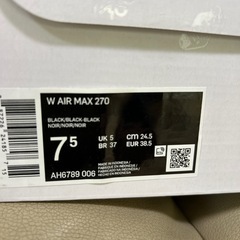 W AIR MAX 270
BLACK/BLACK-BLACK
NOIR/NOIR/NOIR
7.5
UK 5
BR 37
cm 24.5
EUR 38.5
AH6789 006
MADE IN INDONESIA